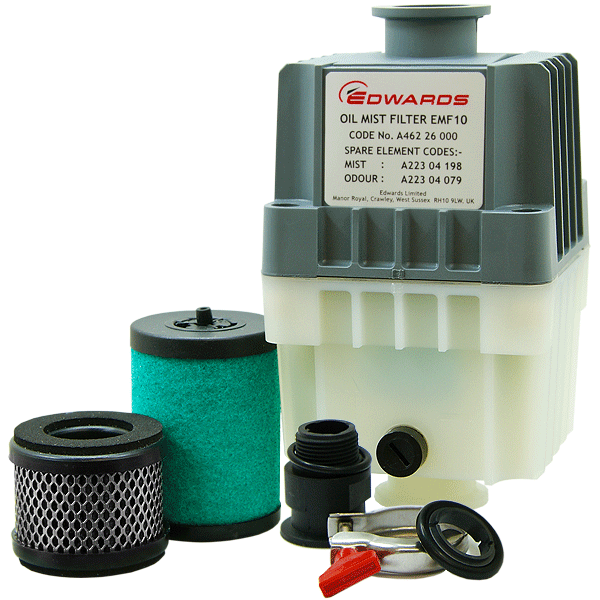 EDWARDS
OIL MIST FILTER EMF10
CODE No. A462 26 000
SPARE ELEMENT CODES:-
MIST : A223 04 198
ODOUR : A223 04 079
Edwards Limited
Manor Royal, Crawley, West Sussex RH10 9LW, UK